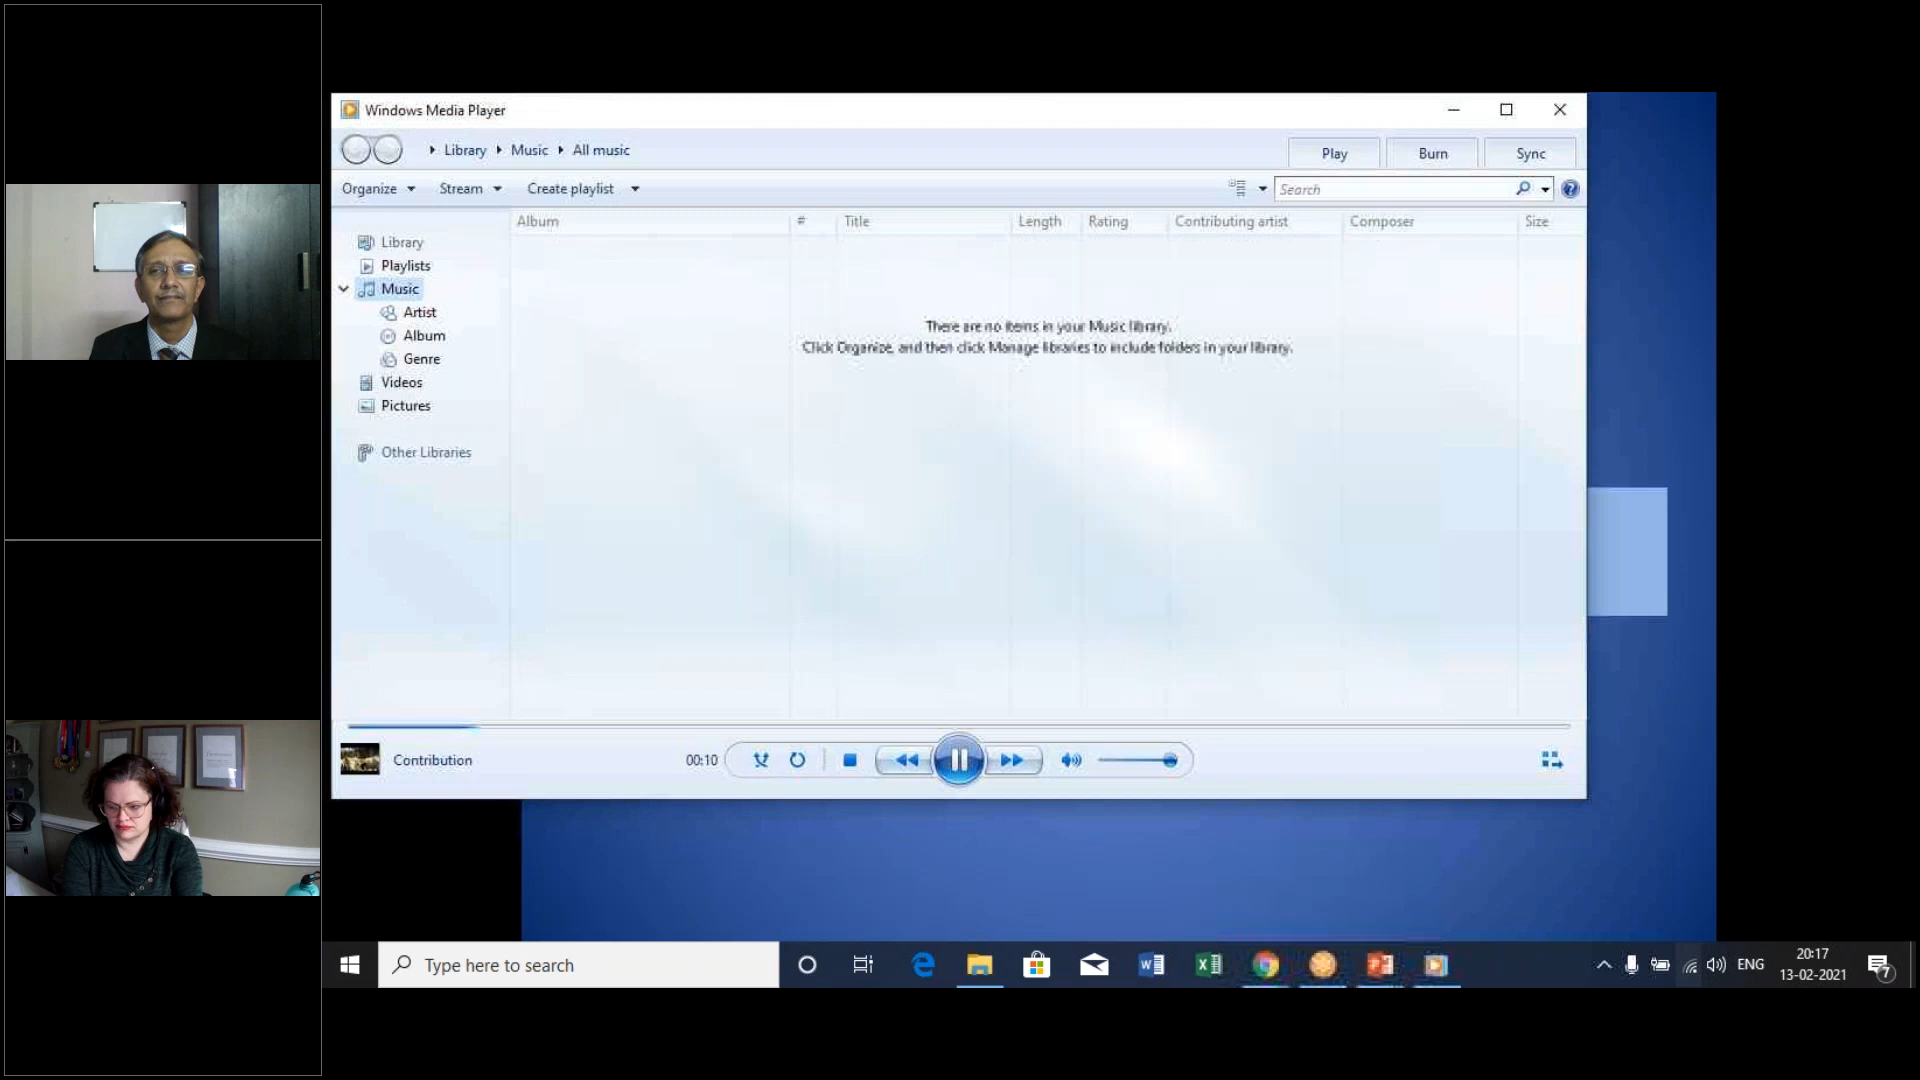 Windows Media Player
Library Music All music
Play Burn Sync
Organize Stream Create playlist
Search
Album # Title Length Rating Contributing artist Composer Size
Library
Playlists
Music
Artist
Album
Genre
Videos
Pictures
Other Libraries
There are no items in your Music library.
Click Organize, and then click Manage libraries to include folders in your library.
Contribution 00:10
Type here to search
ENG
20:17
13-02-2021
7